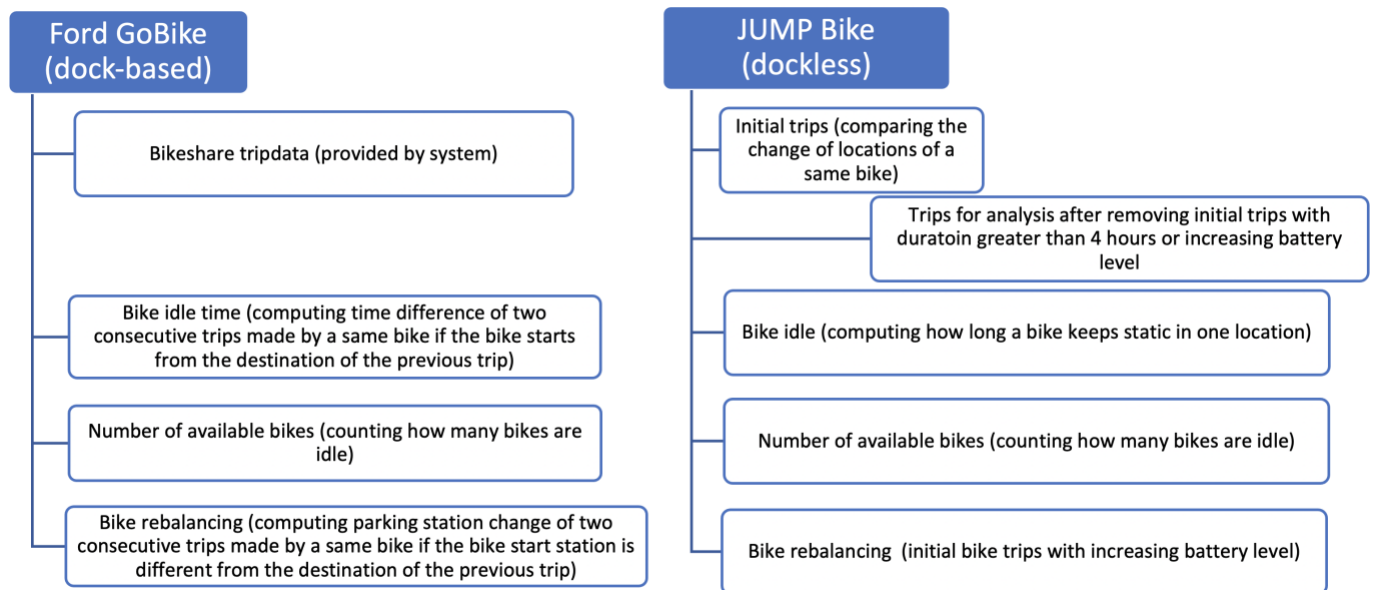 Ford GoBike
(dock-based)
Bikeshare tripdata (provided by system)
Bike idle time (computing time difference of two
consecutive trips made by a same bike if the bike starts
from the destination of the previous trip)
Number of available bikes (counting how many bikes are
idle)
Bike rebalancing (computing parking station change of two
consecutive trips made by a same bike if the bike start station is
different from the destination of the previous trip)
JUMP Bike
(dockless)
Initial trips (comparing the
change of locations of a
same bike)
Trips for analysis after removing initial trips with
duratoin greater than 4 hours or increasing battery
level
Bike idle (computing how long a bike keeps static in one location)
Number of available bikes (counting how many bikes are idle)
Bike rebalancing (initial bike trips with increasing battery level)